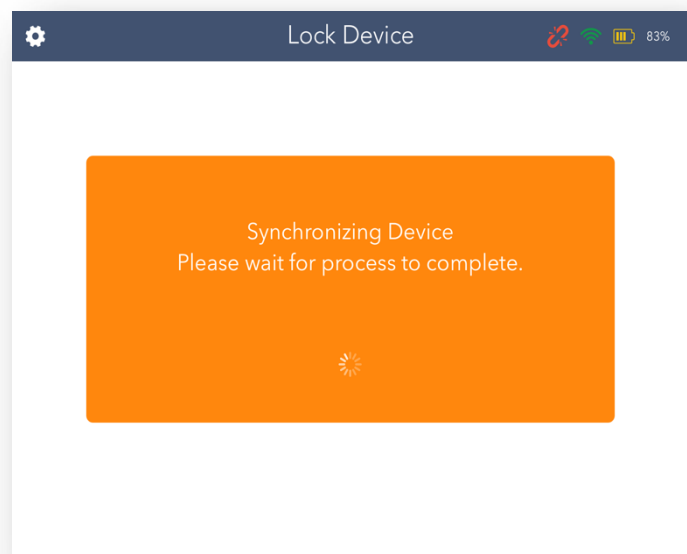 Lock Device
83%
Synchronizing Device
Please wait for process to complete.